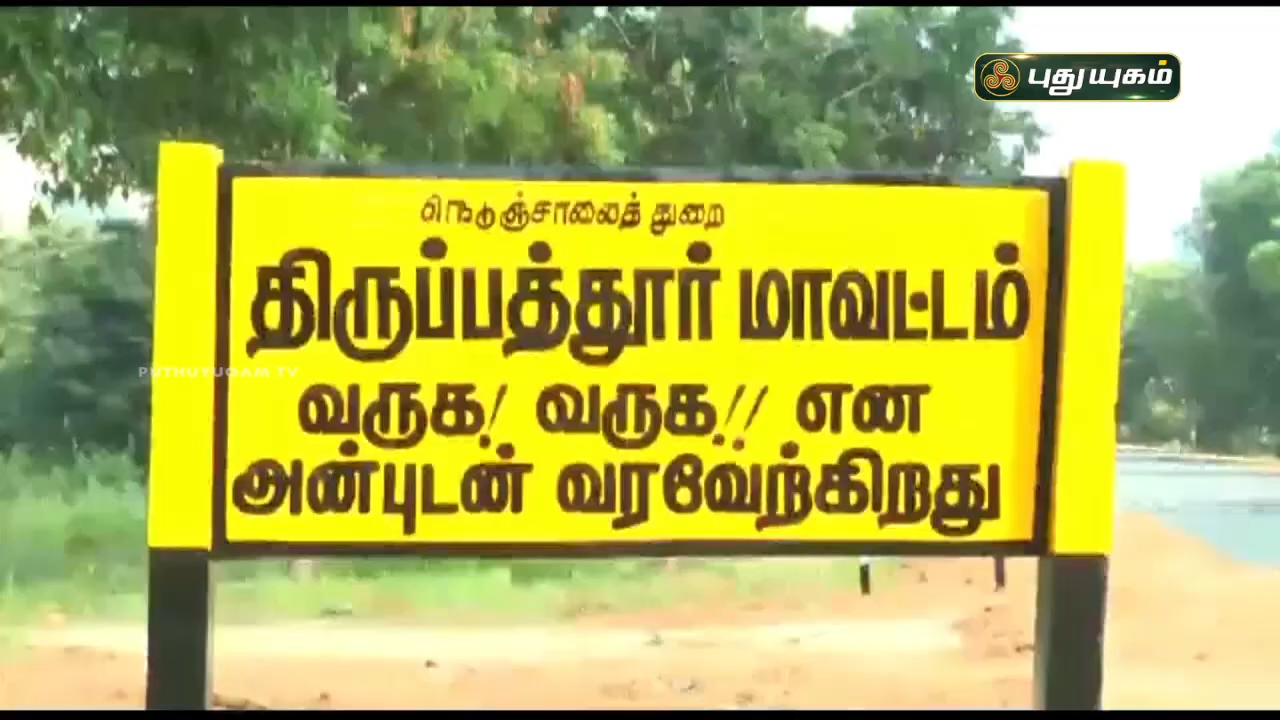 புதுயுகம்
நெடுஞ்சாலைத் துறை
திருப்பத்தூர் மாவட்டம்
வருக! வருக!! என
அன்புடன் வரவேற்கிறது
PUTHUYUGAM TV